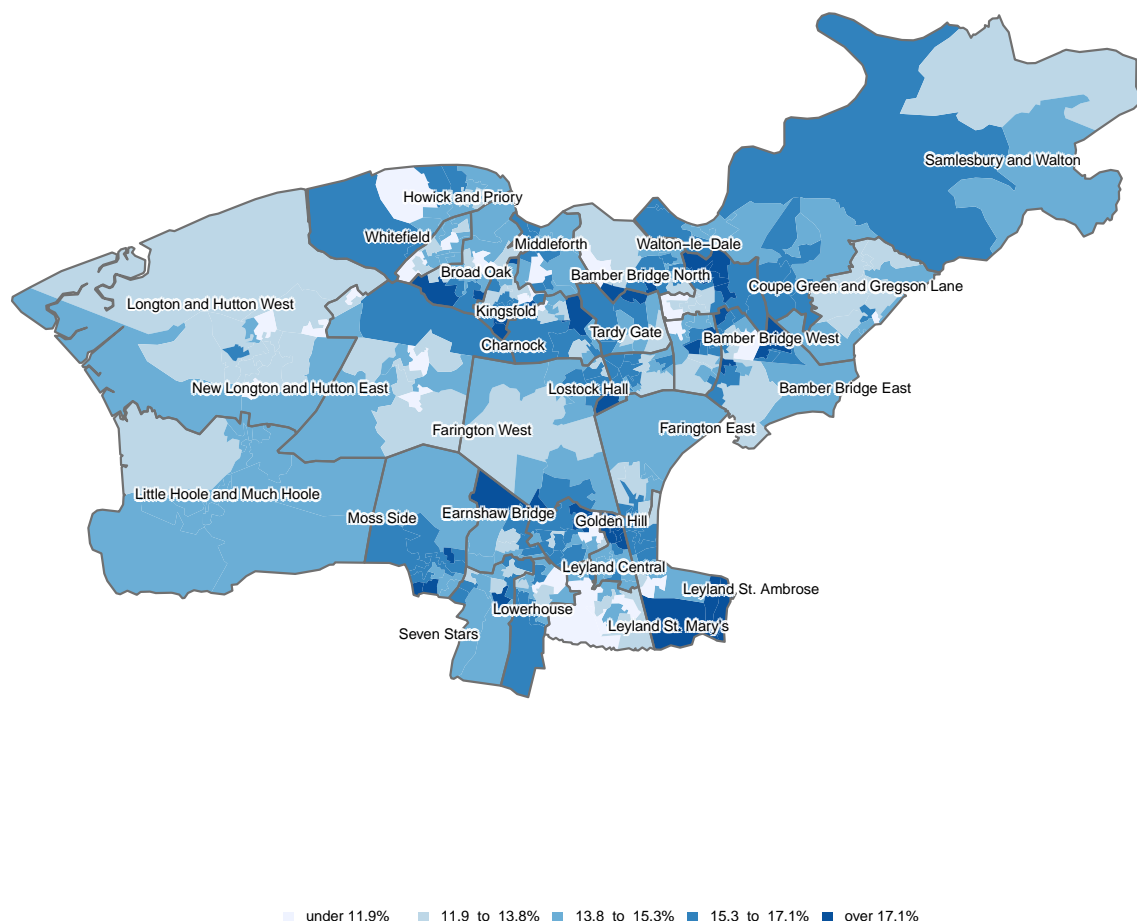 Samlesbury and Walton
Howick and Priory
Whitefield
Middleforth
Walton−le−Dale
Broad Oak
Bamber Bridge North
Coupe Green and Gregson Lane
Longton and Hutton West
Kingsfold
Tardy Gate
Bamber Bridge West
Charnock
New Longton and Hutton East
Lostock Hall
Bamber Bridge East
Farington West
Farington East
Little Hoole and Much Hoole
Moss Side
Earnshaw Bridge
Golden Hill
Leyland Central
Leyland St. Ambrose
Lowerhouse
Leyland St. Mary's
Seven Stars
under 11.9% 11.9 to 13.8% 13.8 to 15.3% 15.3 to 17.1% over 17.1%